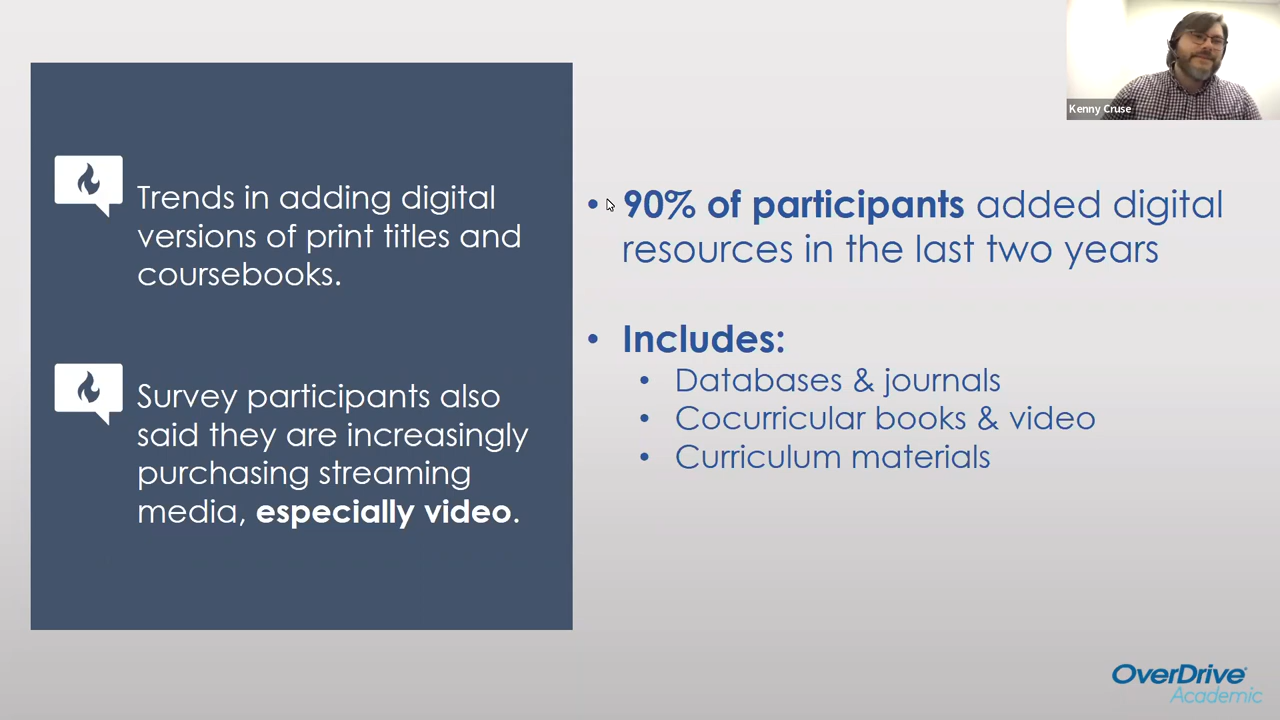 Kenny Cruse
Trends in adding digital
versions of print titles and
coursebooks.
Survey participants also
said they are increasingly
purchasing streaming
media, especially video.
• 90% of participants added digital
resources in the last two years
• Includes:
• Databases & journals
• Cocurricular books & video
• Curriculum materials
OverDrive
Academic